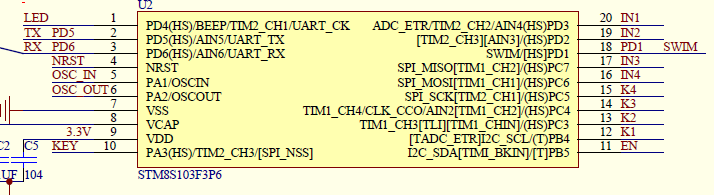 U2
LED 1 PD4(HS)/BEEP/TIM2_CH1/UART_CK ADC_ETR/TIM2_CH2/AIN4(HS)PD3 20 IN1
TX PD5 2 PD5(HS)/AIN5/UART_TX [TIM2_CH3][AIN3]/(HS)PD2 19 IN2
RX PD6 3 PD6(HS)/AIN6/UART_RX SWIM/[HS]PD1 18 PD1 SWIM
NRST 4 NRST SPI_MISO[TIM1_CH2]/(HS)PC7 17 IN3
OSC_IN 5 PA1/OSCIN SPI_MOSI[TIM1_CH1]/(HS)PC6 16 IN4
OSC_OUT 6 PA2/OSCOUT SPI_SCK[TIM2_CH1]/(HS)PC5 15 K4
7 VSS TIM1_CH4/CLK_CCO/AIN2[TIM1_CH2]/(HS)PC4 14 K3
8 VCAP TIM1_CH3[TLI][TIM1_CHIN]/(HS)PC3 13 K2
3.3V 9 VDD [TADC_ETR]I2C_SCL/(T)PB4 12 K1
C2 C5 KEY 10 PA3(HS)/TIM2_CH3/[SPI_NSS] I2C_SDA[TIM1_BKIN]/[T]PB5 11 EN
UF 104 STM8S103F3P6